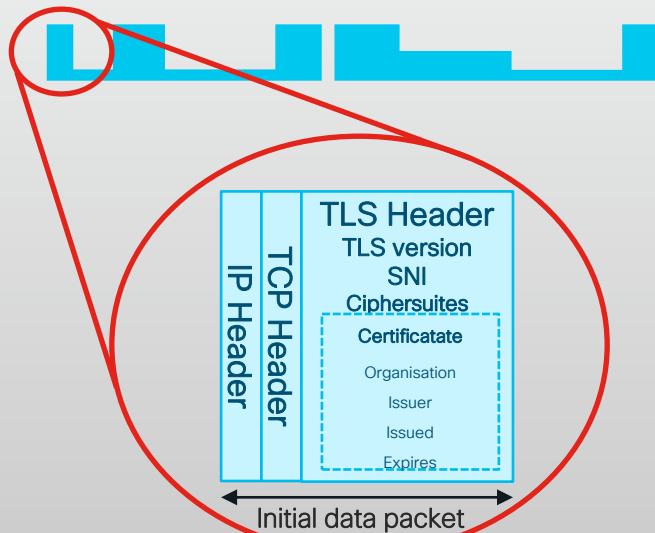 IP Header
TCP Header
TLS Header
TLS version
SNI
Ciphersuites
Certificatate
Organisation
Issuer
Issued
Expires
Initial data packet